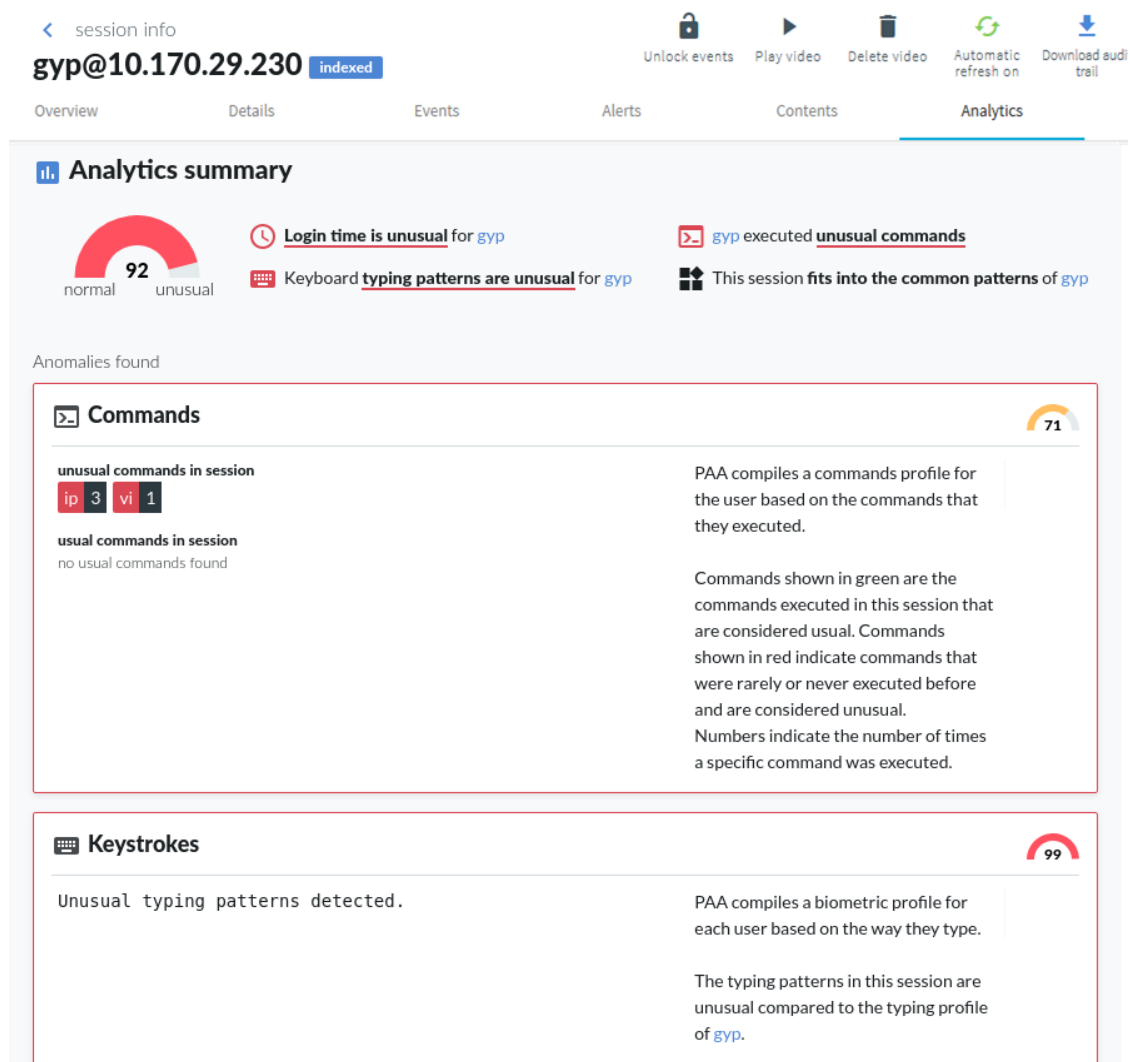 session info
gyp@10.170.29.230 indexed
Unlock events
Play video
Delete video
Automatic
refresh on
Download audi
trail
Overview
Details
Events
Alerts
Contents
Analytics
Analytics summary
92
normal
unusual
Login time is unusual for gyp
Keyboard typing patterns are unusual for gyp
gyp executed unusual commands
This session fits into the common patterns of gyp
Anomalies found
Commands
71
unusual commands in session
ip 3 vi 1
usual commands in session
no usual commands found
PAA compiles a commands profile for
the user based on the commands that
they executed.
Commands shown in green are the
commands executed in this session that
are considered usual. Commands
shown in red indicate commands that
were rarely or never executed before
and are considered unusual.
Numbers indicate the number of times
a specific command was executed.
Keystrokes
99
Unusual typing patterns detected.
PAA compiles a biometric profile for
each user based on the way they type.
The typing patterns in this session are
unusual compared to the typing profile
of gyp.